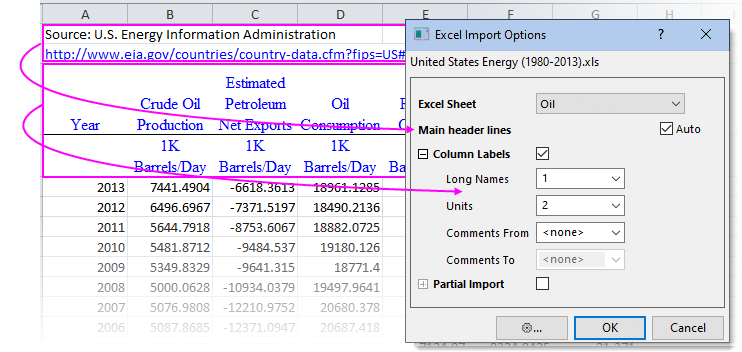 A B C D E F G H
Source: U.S. Energy Information Administration
http://www.eia.gov/countries/country-data.cfm?fips=US#
Estimated
Crude Oil Petroleum Oil
Year Production Net Exports Consumption
1K 1K 1K
Barrels/Day Barrels/Day Barrels/Day
2013 7441.4904 -6618.3613 18961.1285
2012 6496.6967 -7371.5197 18490.2136
2011 5644.7918 -8753.6067 18882.0725
2010 5481.8712 -9484.537 19180.126
2009 5349.8329 -9641.315 18771.4
2008 5000.0628 -10934.0379 19497.9641
2007 5076.9808 -12210.9752 20680.378
2006 5087.8685 -12371.0947 20687.418
Excel Import Options
?
United States Energy (1980-2013).xls
Excel Sheet Oil
Main header lines Auto
Column Labels
Long Names 1
Units 2
Comments From <none>
Comments To <none>
Partial Import
... OK Cancel